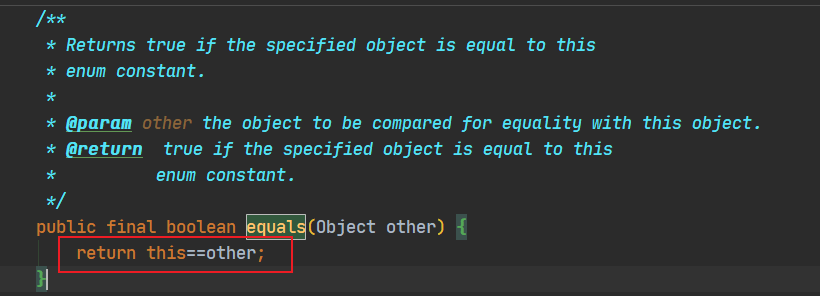 /**
* Returns true if the specified object is equal to this
* enum constant.
*
* @param other the object to be compared for equality with this object.
* @return  true if the specified object is equal to this
*          enum constant.
*/
public final boolean equals(Object other) {
return this==other;
}